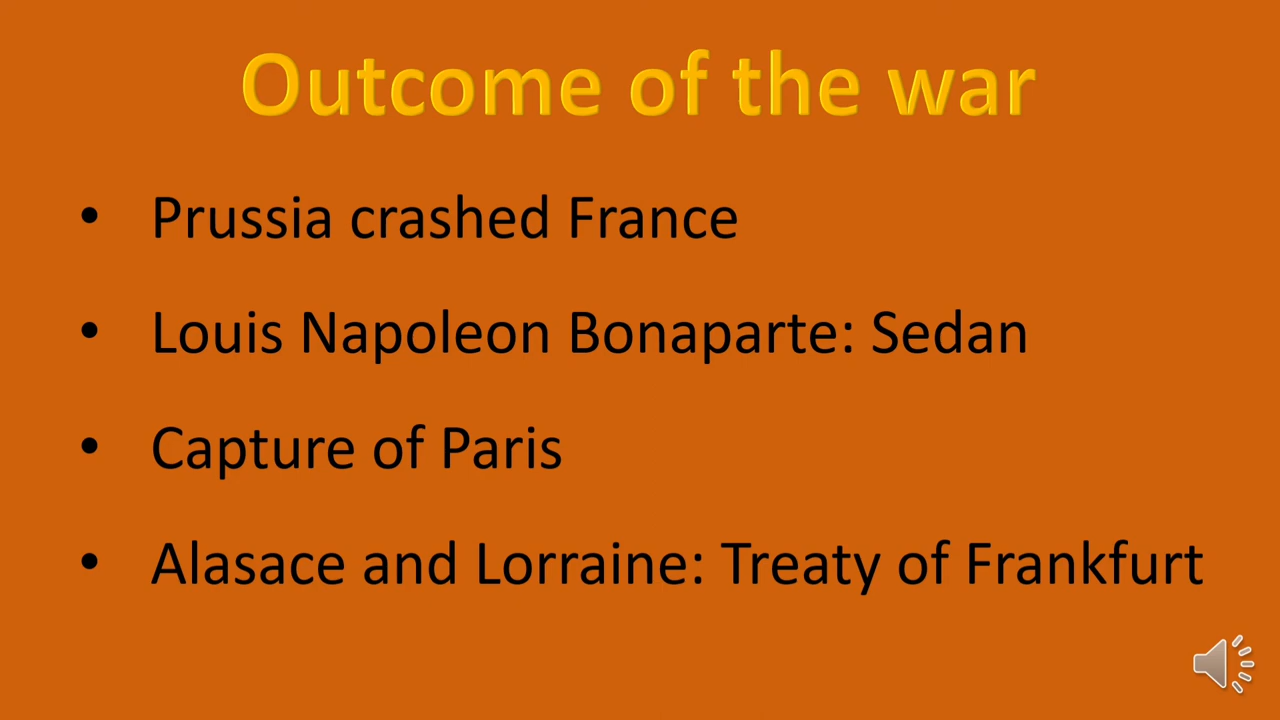 Outcome of the war
• Prussia crashed France
• Louis Napoleon Bonaparte: Sedan
• Capture of Paris
• Alasace and Lorraine: Treaty of Frankfurt